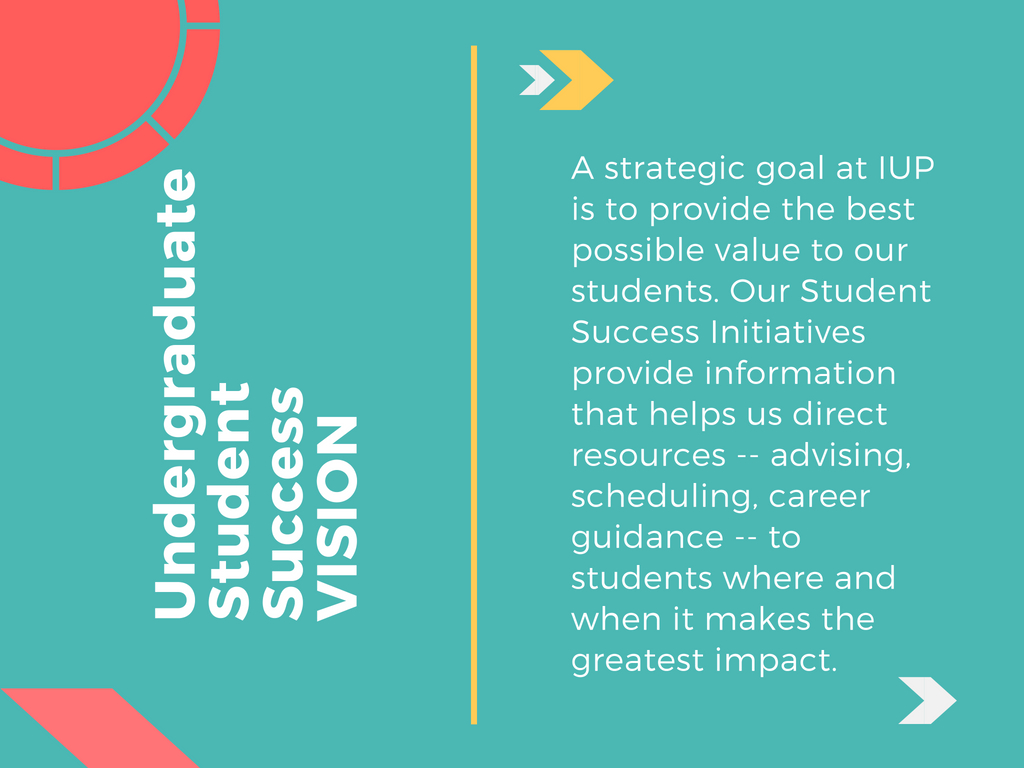 Undergraduate
Student
Success
VISION
A strategic goal at IUP
is to provide the best
possible value to our
students. Our Student
Success Initiatives
provide information
that helps us direct
resources -- advising,
scheduling, career
guidance -- to
students where and
when it makes the
greatest impact.